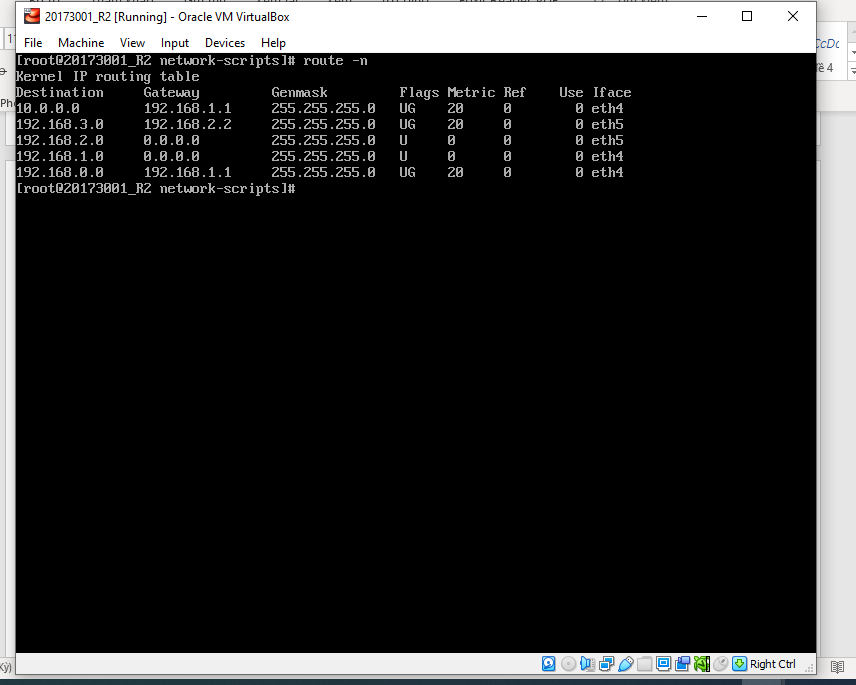 20173001_R2 [Running] - Oracle VM VirtualBox
File Machine View Input Devices Help
[root@20173001_R2 network-scripts]# route -n
Kernel IP routing table
Destination Gateway Genmask Flags Metric Ref Use Iface
10.0.0.0 192.168.1.1 255.255.255.0 UG 20 0 0 eth4
192.168.3.0 192.168.2.2 255.255.255.0 UG 20 0 0 eth5
192.168.2.0 0.0.0.0 255.255.255.0 U 0 0 0 eth5
192.168.1.0 0.0.0.0 255.255.255.0 U 0 0 0 eth4
192.168.0.0 192.168.1.1 255.255.255.0 UG 20 0 0 eth4
[root@20173001_R2 network-scripts]#
Right Ctrl